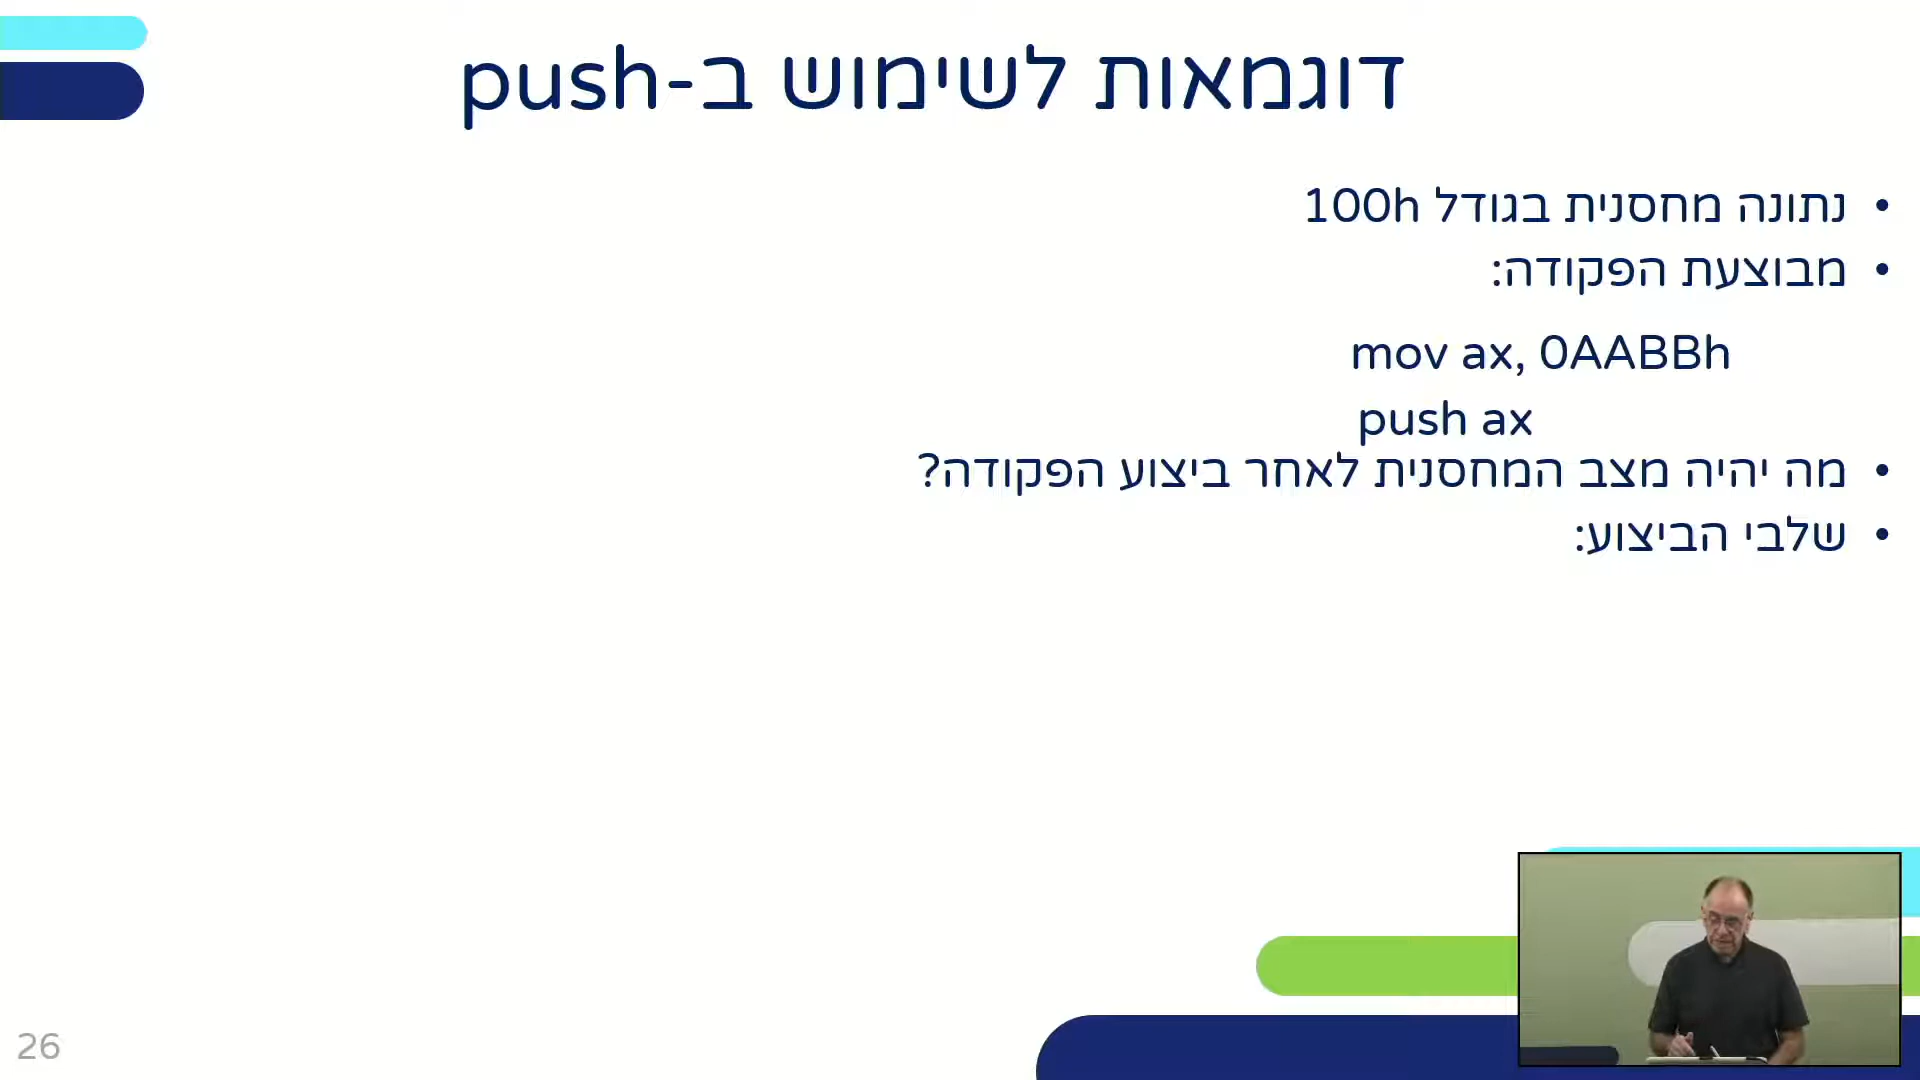 דוגמאות לשימוש ב-push
• נתונה מחסנית בגודל 100h
• מבוצעת הפקודה:
mov ax, 0AABBh
push ax
• מה יהיה מצב המחסנית לאחר ביצוע הפקודה?
• שלבי הביצוע:
26